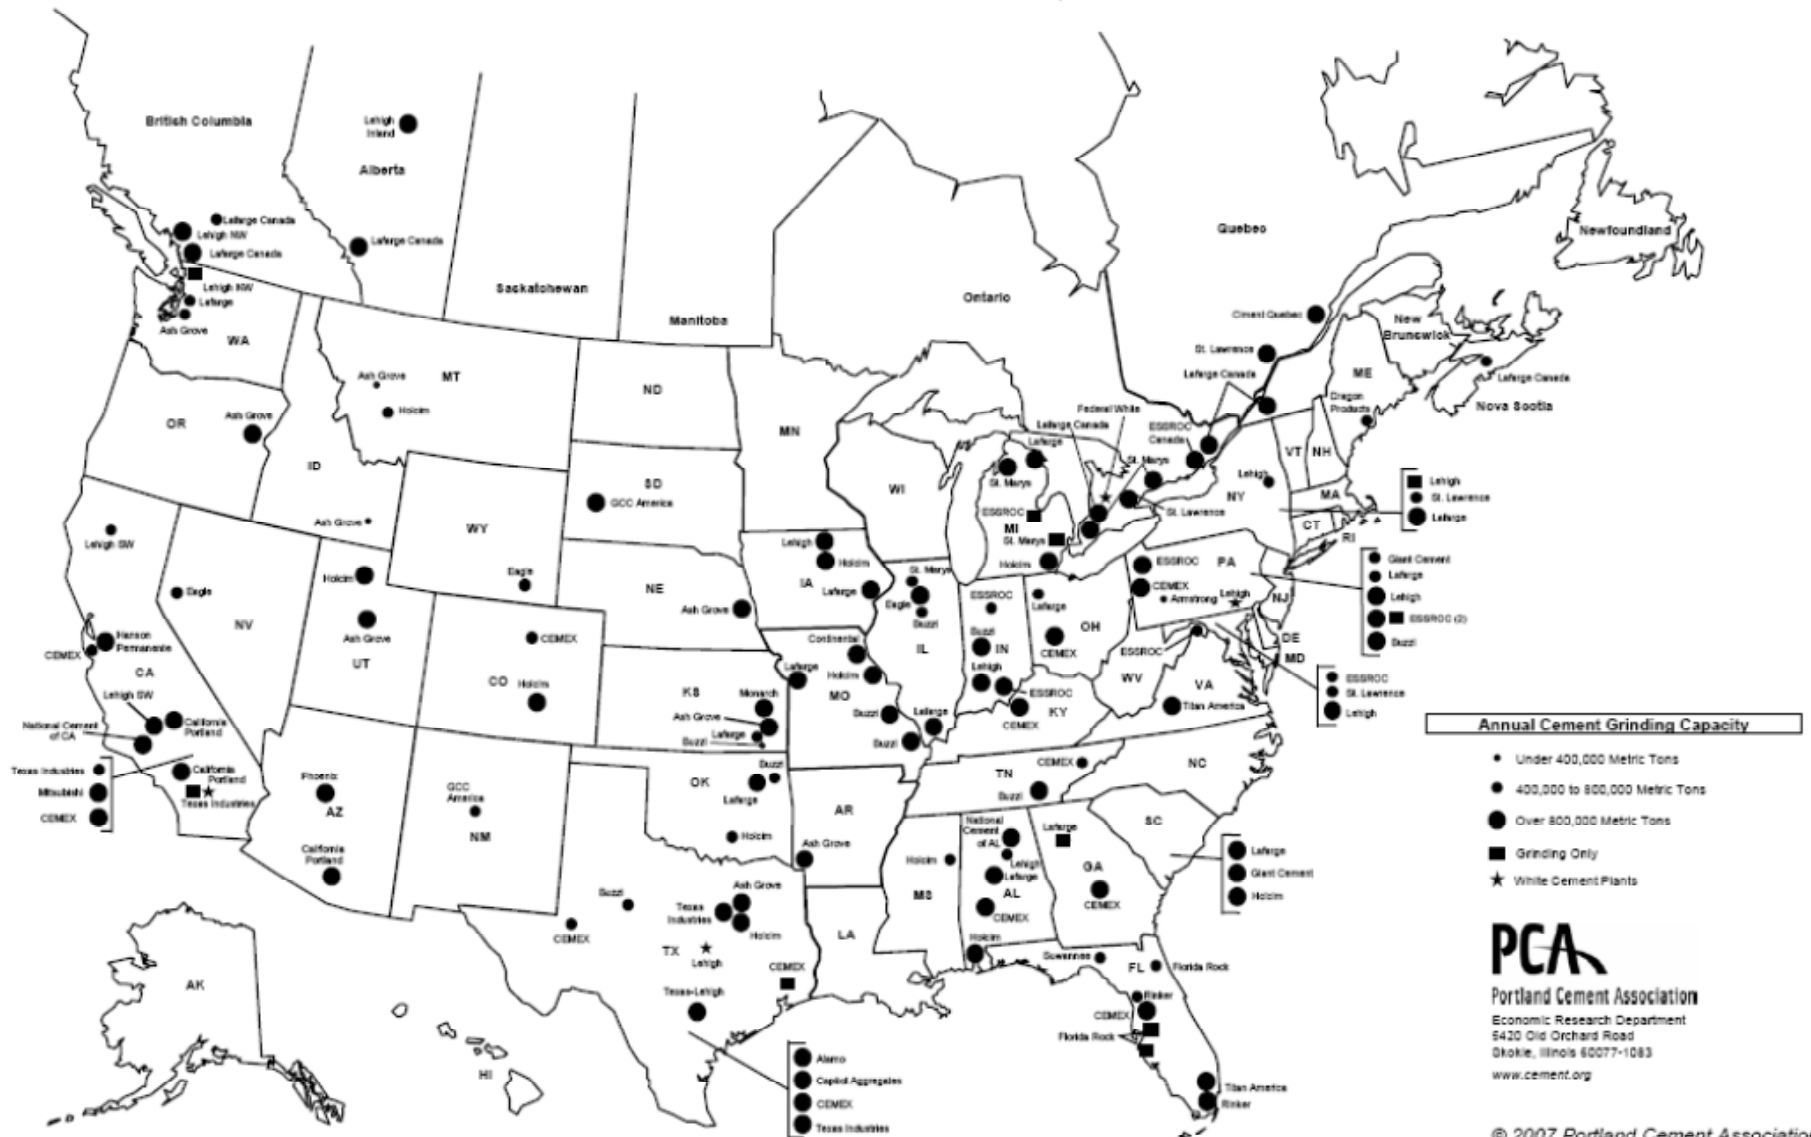 British Columbia
Lehigh
Inland
Alberta
Lafarge Canada
Lehigh NW
Lafarge Canada
Lafarge Canada
Lehigh NW
Lafarge
Ash Grove
WA
Saskatchewan
Manitoba
Ontario
Quebec
Newfoundland
Ciment Quebec
New
Brunswick
St. Lawrence
Lafarge Canada
ME
Lafarge Canada
Nova Scotia
Dragon
Products
Ash Grove
MT
Holcim
ND
MN
Federal White
Lafarge Canada
ESSROC
Canada
Lafarge
St. Marys
VT
NH
OR
Ash Grove
ID
SD
GCC America
WI
St. Marys
Lehigh
NY
MA
Lehigh
St. Lawrence
Lafarge
ESSROC
MI
St. Marys
St. Lawrence
CT
RI
Ash Grove
WY
Lehigh SW
Lehigh
Holcim
IA
Lafarge
Holcim
ESSROC
PA
CEMEX
Armstrong
Lehigh
NJ
Giant Cement
Lafarge
Lehigh
ESSROC (2)
Buzzi
Eagle
NV
Holcim
Ash Grove
UT
Eagle
NE
Ash Grove
St. Marys
Eagle
Buzzi
IL
ESSROC
Buzzi
IN
Lehigh
ESSROC
Lafarge
OH
CEMEX
ESSROC
DE
MD
Hanson
Permanente
CEMEX
CA
CEMEX
CO
Holcim
KS
Monarch
Ash Grove
Lafarge
Buzzi
Continental
Lafarge
Holcim
MO
Buzzi
Buzzi
Lafarge
CEMEX
KY
WV
VA
Titan America
ESSROC
St. Lawrence
Lehigh
Lehigh SW
National Cement
of CA
California
Portland
Texas Industries
Mitsubishi
CEMEX
California
Portland
Texas Industries
Phoenix
AZ
California
Portland
GCC
America
NM
OK
Buzzi
Lafarge
Holcim
AR
Ash Grove
TN
CEMEX
Buzzi
NC
SC
Lafarge
Giant Cement
Holcim
Holcim
MS
National
Cement
of AL
Lehigh
Lafarge
AL
CEMEX
Holcim
Lafarge
GA
CEMEX
Buzzi
CEMEX
Ash Grove
Texas
Industries
Holcim
TX
Lehigh
LA
CEMEX
Texas-Lehigh
Suwannee
FL
Florida Rock
Rinker
CEMEX
Florida Rock
Titan America
Rinker
AK
HI
Alamo
Capitol Aggregates
CEMEX
Texas Industries
Annual Cement Grinding Capacity
Under 400,000 Metric Tons
400,000 to 800,000 Metric Tons
Over 800,000 Metric Tons
Grinding Only
White Cement Plants
PCA
Portland Cement Association
Economic Research Department
5420 Old Orchard Road
Skokie, Illinois 60077-1083
www.cement.org
© 2007 Portland Cement Association